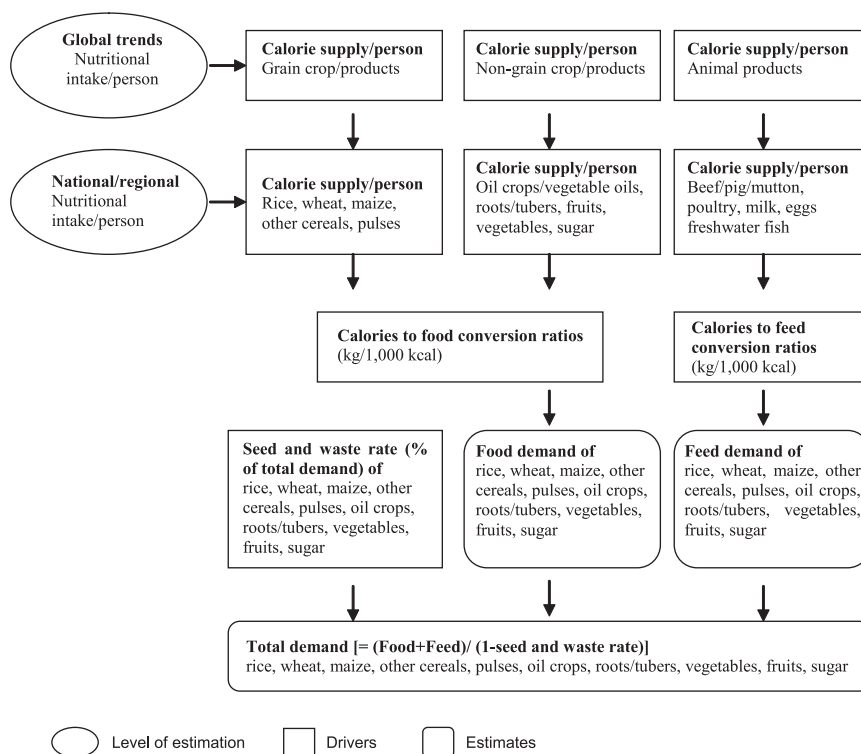 Global trends
Nutritional
intake/person
Calorie supply/person
Grain crop/products
Calorie supply/person
Non-grain crop/products
Calorie supply/person
Animal products
National/regional
Nutritional
intake/person
Calorie supply/person
Rice, wheat, maize,
other cereals, pulses
Calorie supply/person
Oil crops/vegetable oils,
roots/tubers, fruits,
vegetables, sugar
Calorie supply/person
Beef/pig/mutton,
poultry, milk, eggs
freshwater fish
Calories to food conversion ratios
(kg/1,000 kcal)
Calories to feed
conversion ratios
(kg/1,000 kcal)
Seed and waste rate (%
of total demand) of
rice, wheat, maize, other
cereals, pulses, oil crops,
roots/tubers, vegetables,
fruits, sugar
Food demand of
rice, wheat, maize, other
cereals, pulses, oil crops,
roots/tubers, vegetables,
fruits, sugar
Feed demand of
rice, wheat, maize, other
cereals, pulses, oil crops,
roots/tubers, vegetables,
fruits, sugar
Total demand [= (Food+Feed)/ (1-seed and waste rate)]
rice, wheat, maize, other cereals, pulses, oil crops, roots/tubers, vegetables, fruits, sugar
Level of estimation
Drivers
Estimates